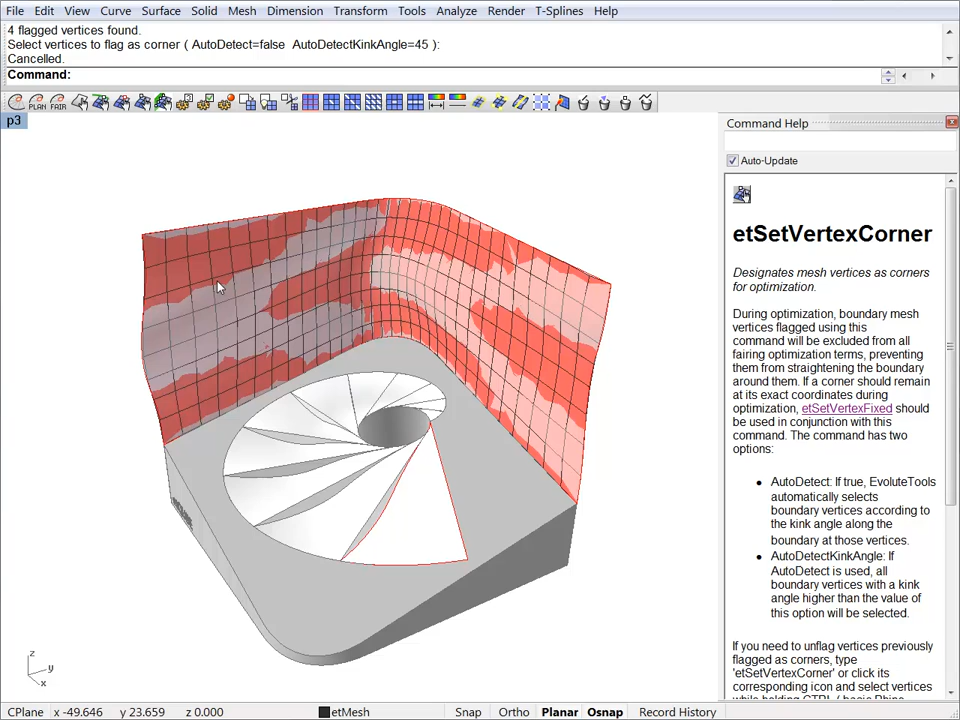 File Edit View Curve Surface Solid Mesh Dimension Transform Tools Analyze Render T-Splines Help
4 flagged vertices found.
Select vertices to flag as corner ( AutoDetect=false AutoDetectKinkAngle=45 ):
Cancelled.
Command:
PLAN FAIR
p3
Command Help
Auto-Update
etSetVertexCorner
Designates mesh vertices as corners
for optimization.
During optimization, boundary mesh
vertices flagged using this
command will be excluded from all
fairing optimization terms, preventing
them from straightening the boundary
around them. If a corner should remain
at its exact coordinates during
optimization, etSetVertexFixed should
be used in conjunction with this
command. The command has two
options:
• AutoDetect: If true, EvoluteTools
automatically selects
boundary vertices according to
the kink angle along the
boundary at those vertices.
• AutoDetectKinkAngle: If
AutoDetect is used, all
boundary vertices with a kink
angle higher than the value of
this option will be selected.
If you need to unflag vertices previously
flagged as corners, type
'etSetVertexCorner' or click its
corresponding icon and select vertices
while holding CTRL ( basic Rhino
z
y
x
CPlane x -49.646 y 23.659 z 0.000 etMesh Snap Ortho Planar Osnap Record History